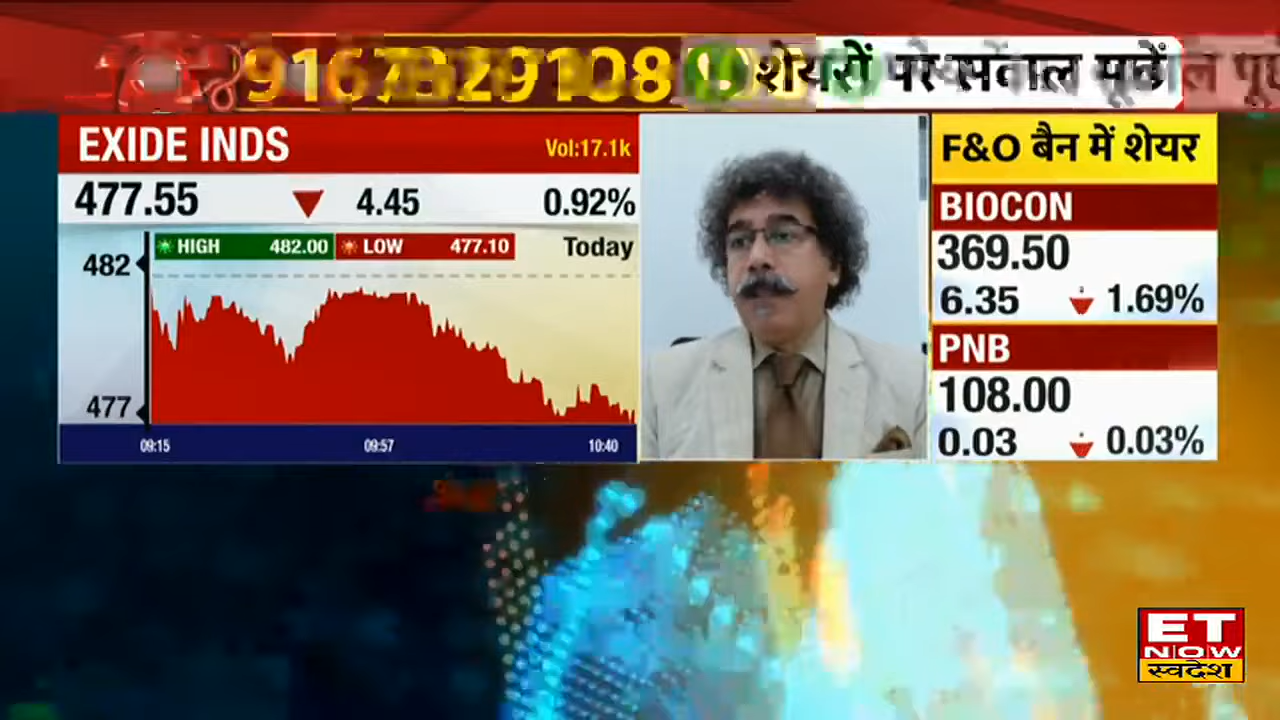 9167329108 शेयरों पर सवाल पूछें
EXIDE INDS Vol:17.1k
477.55 4.45 0.92%
HIGH 482.00 LOW 477.10 Today
482
477
09:15 09:57 10:40
F&O बैन में शेयर
BIOCON
369.50
6.35 1.69%
PNB
108.00
0.03 0.03%
ET
NOW
स्वदेश